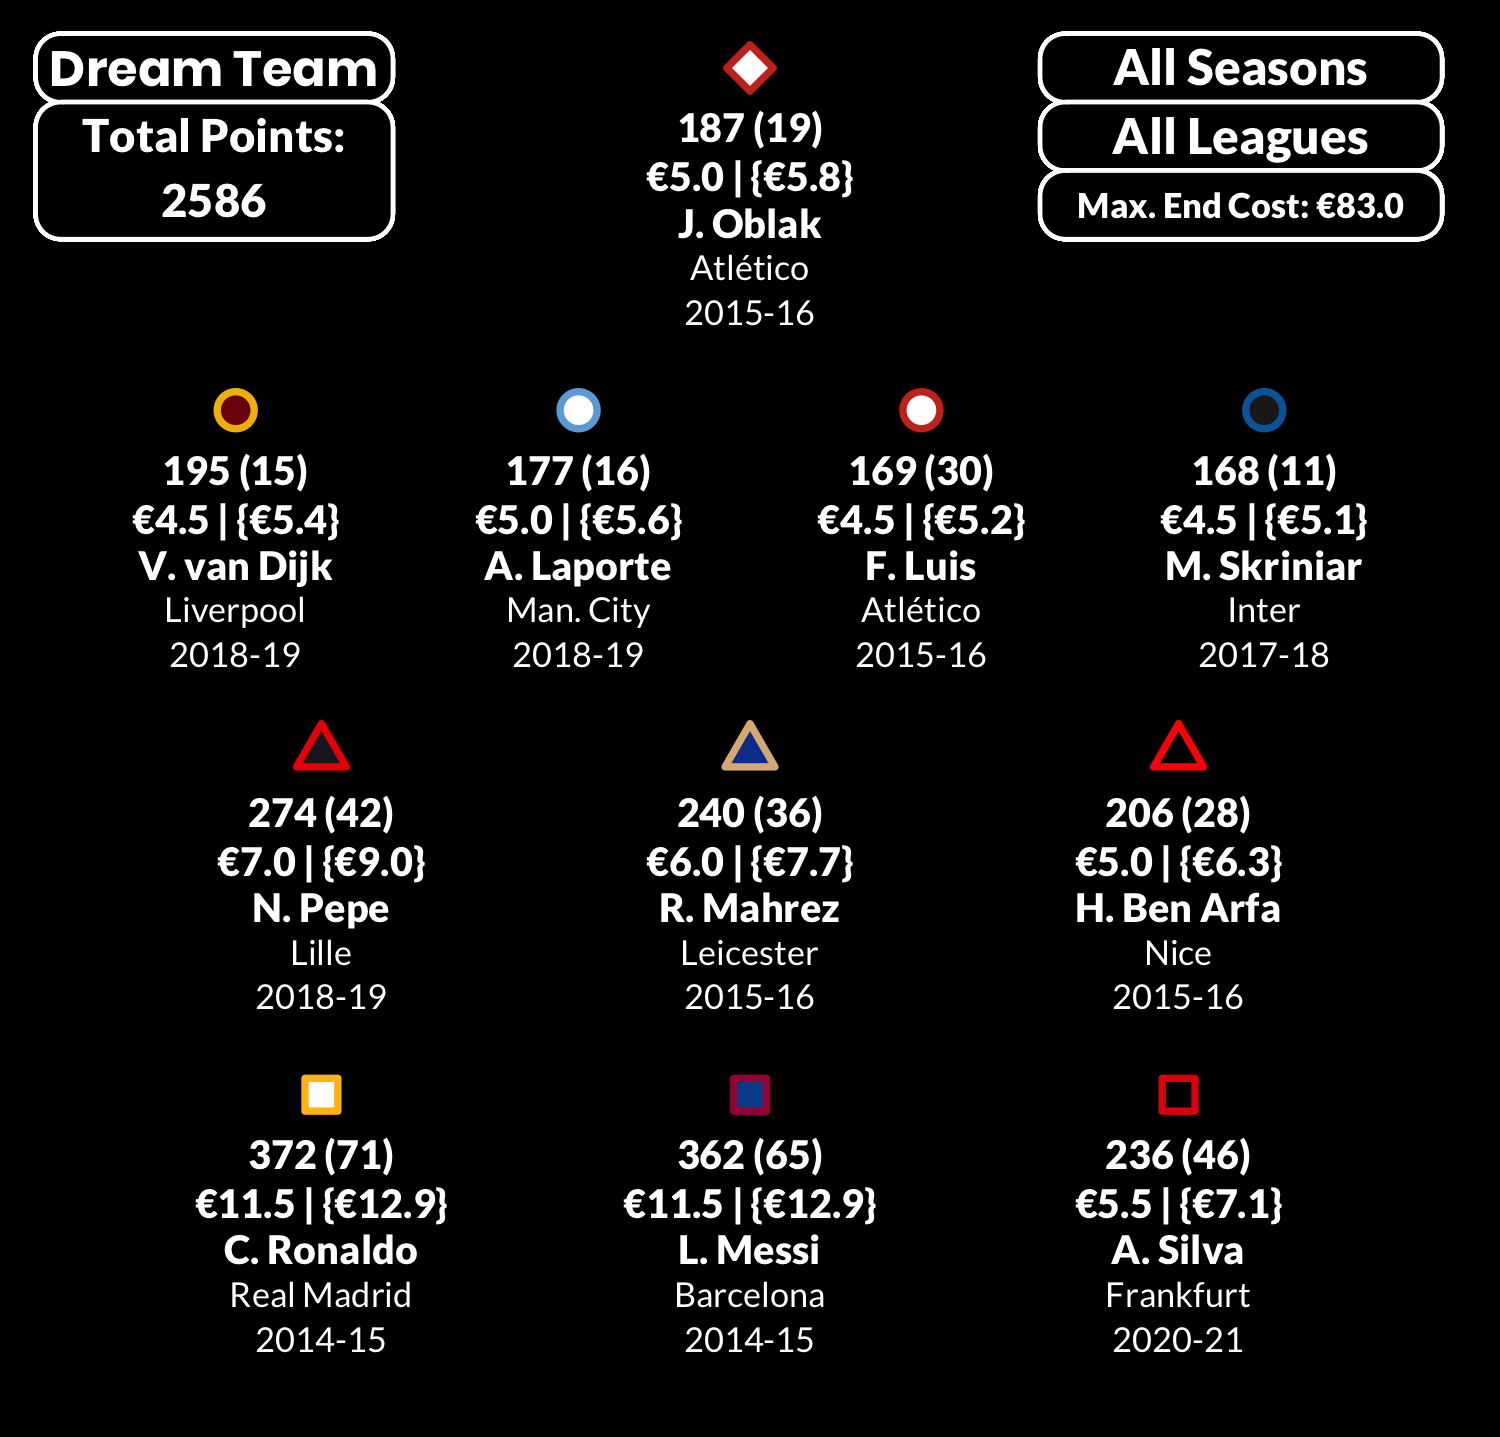 Dream Team
Total Points:
2586
All Seasons
All Leagues
Max. End Cost: €83.0
187 (19)
€5.0 | {€5.8}
J. Oblak
Atlético
2015-16
195 (15)
€4.5 | {€5.4}
V. van Dijk
Liverpool
2018-19
177 (16)
€5.0 | {€5.6}
A. Laporte
Man. City
2018-19
169 (30)
€4.5 | {€5.2}
F. Luis
Atlético
2015-16
168 (11)
€4.5 | {€5.1}
M. Skriniar
Inter
2017-18
274 (42)
€7.0 | {€9.0}
N. Pepe
Lille
2018-19
240 (36)
€6.0 | {€7.7}
R. Mahrez
Leicester
2015-16
206 (28)
€5.0 | {€6.3}
H. Ben Arfa
Nice
2015-16
372 (71)
€11.5 | {€12.9}
C. Ronaldo
Real Madrid
2014-15
362 (65)
€11.5 | {€12.9}
L. Messi
Barcelona
2014-15
236 (46)
€5.5 | {€7.1}
A. Silva
Frankfurt
2020-21